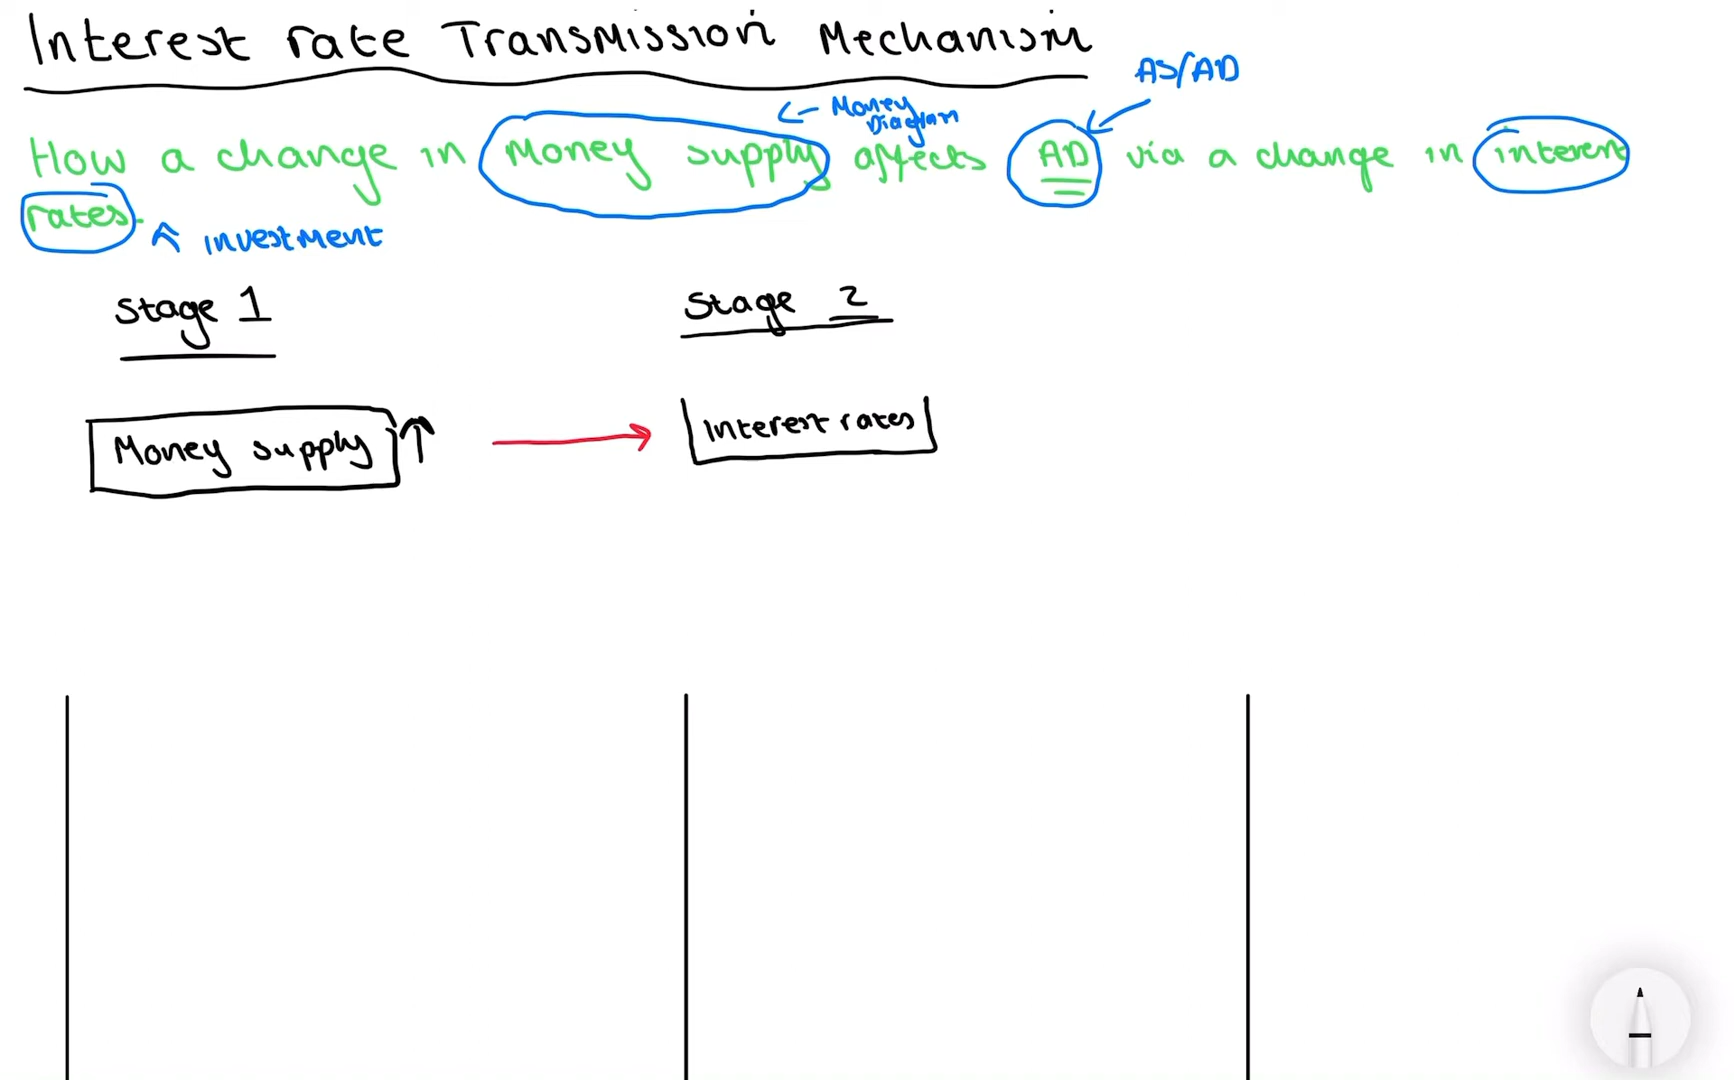 Interest rate Transmission Mechanism
AS/AD
← Money
Diagram
How a change in Money supply affects AD via a change in interest
rates.
^ investment
Stage 1
Stage 2
Money supply ↑ → Interest rates